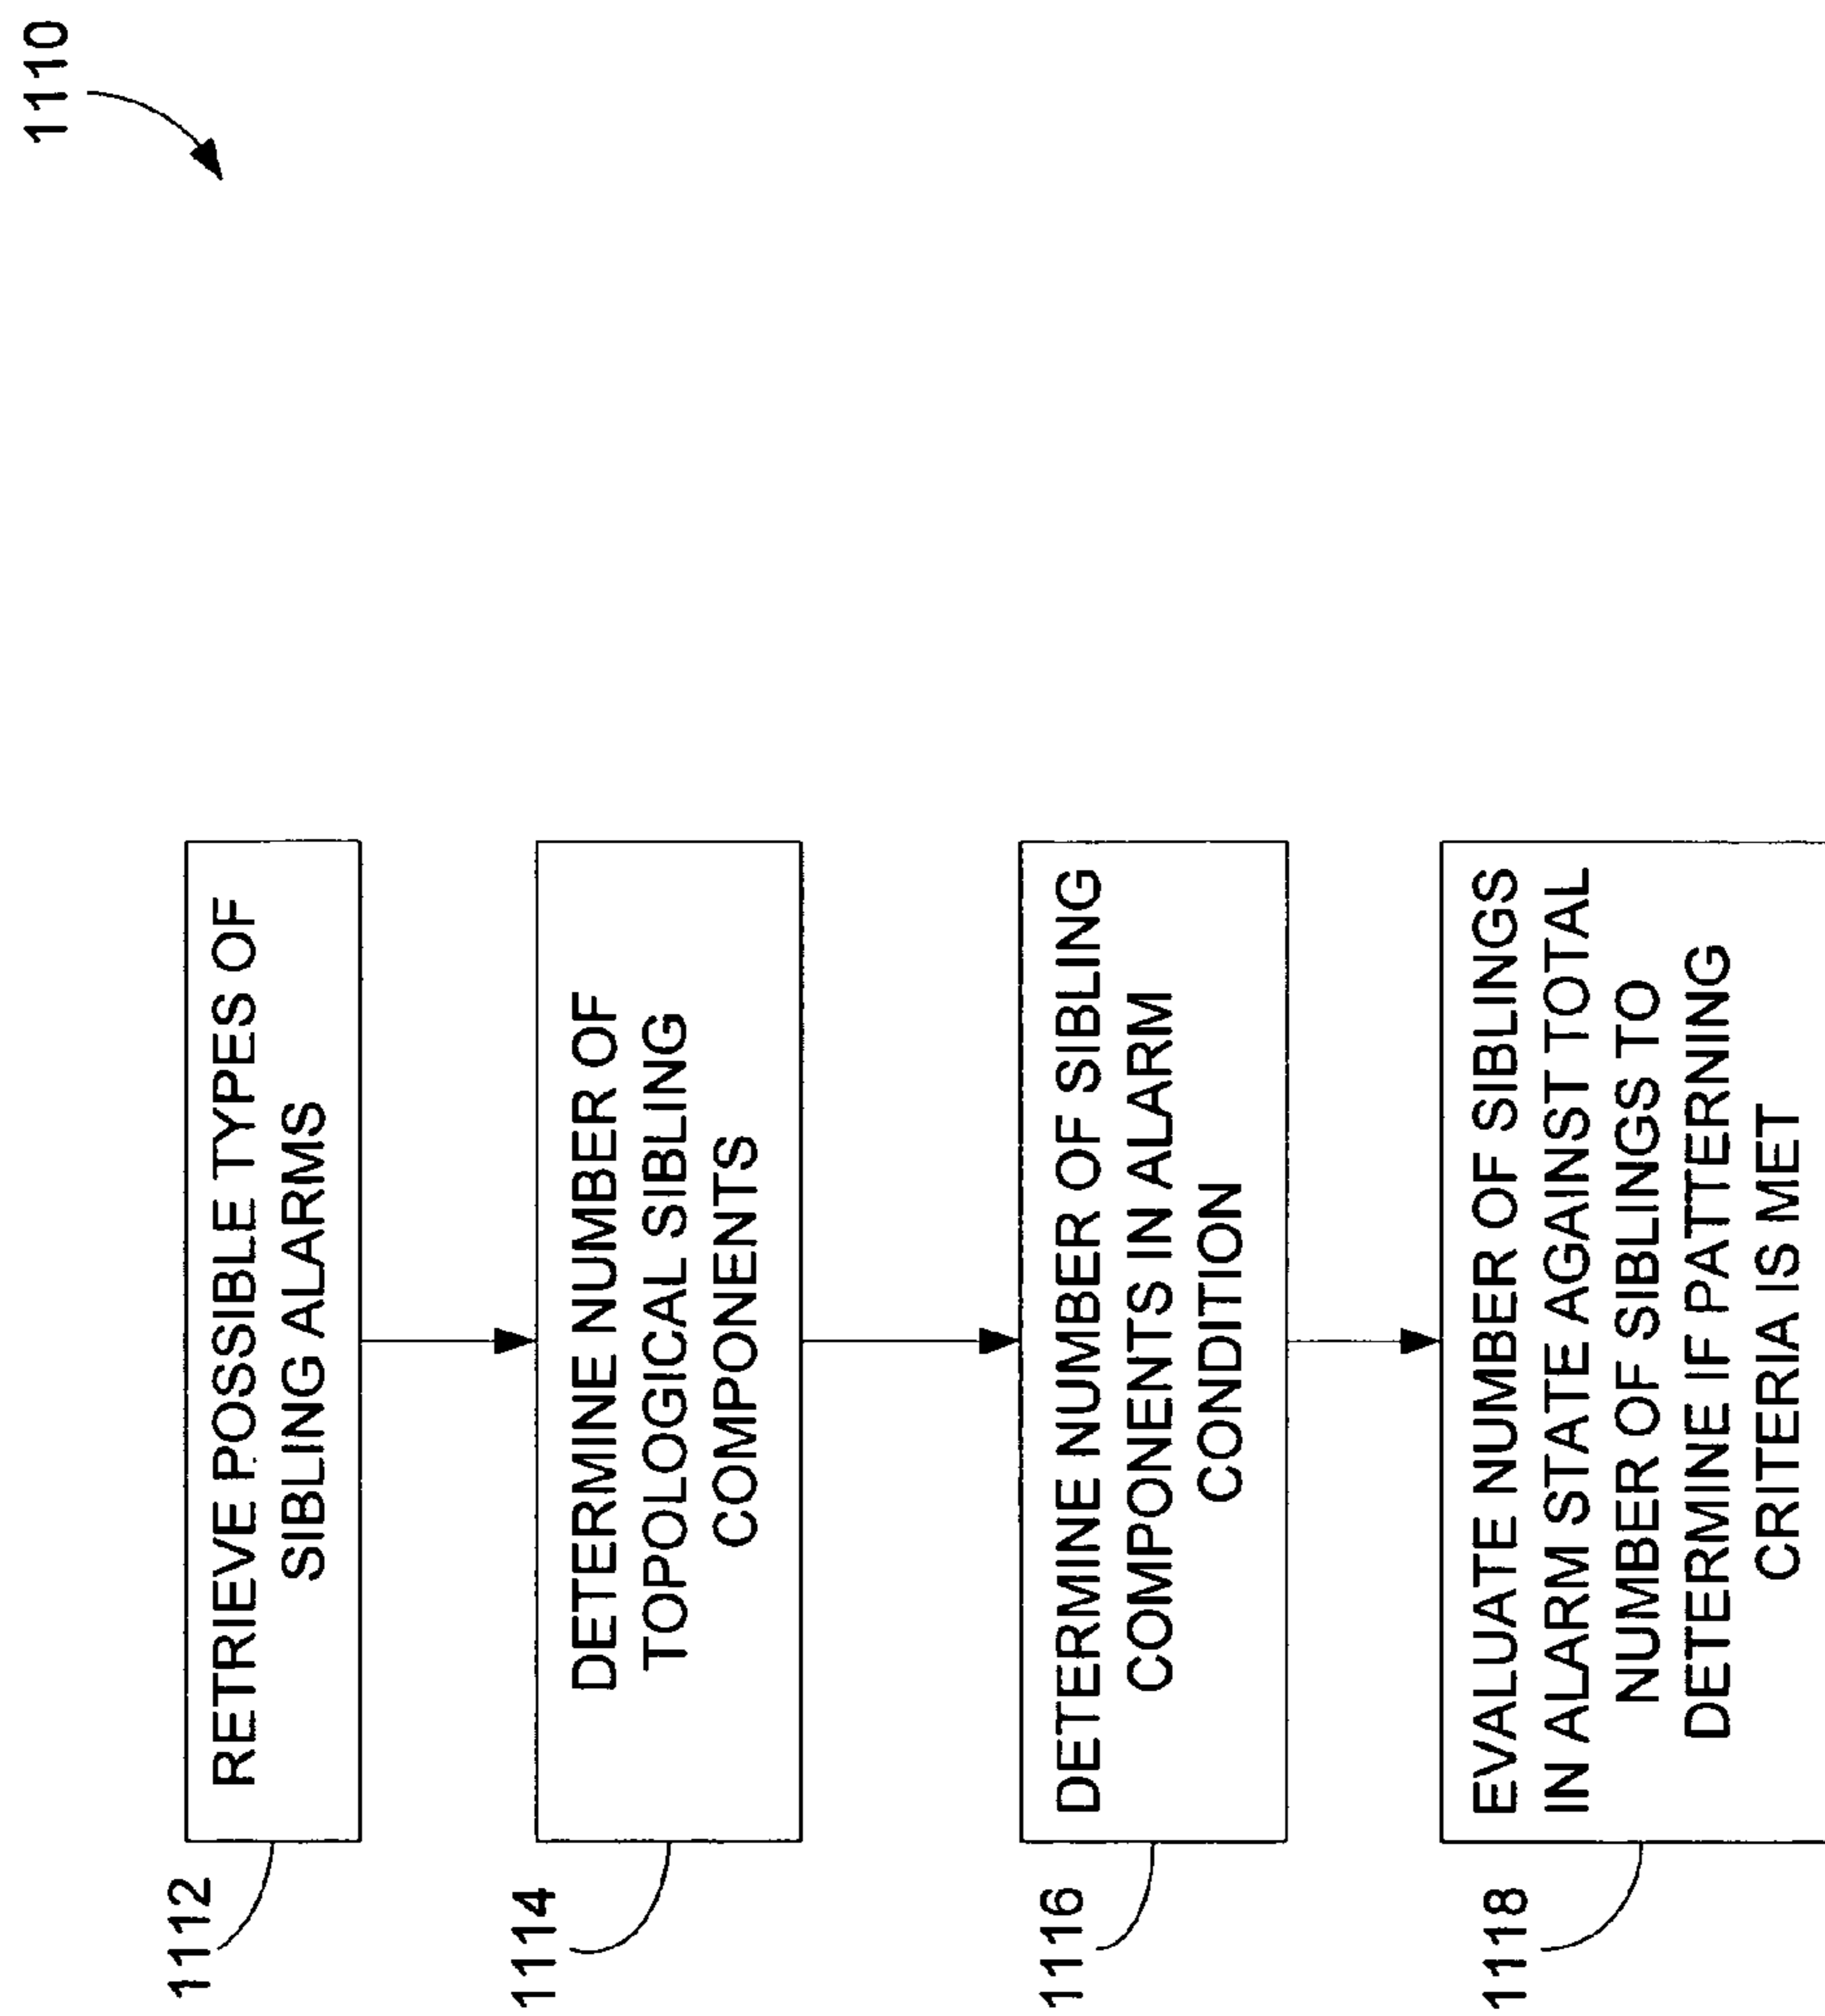 1110
1112
RETRIEVE POSSIBLE TYPES OF
SIBLING ALARMS
1114
DETERMINE NUMBER OF
TOPOLOGICAL SIBLING
COMPONENTS
1116
DETERMINE NUMBER OF SIBLING
COMPONENTS IN ALARM
CONDITION
1118
EVALUATE NUMBER OF SIBLINGS
IN ALARM STATE AGAINST TOTAL
NUMBER OF SIBLINGS TO
DETERMINE IF PATTERNING
CRITERIA IS MET